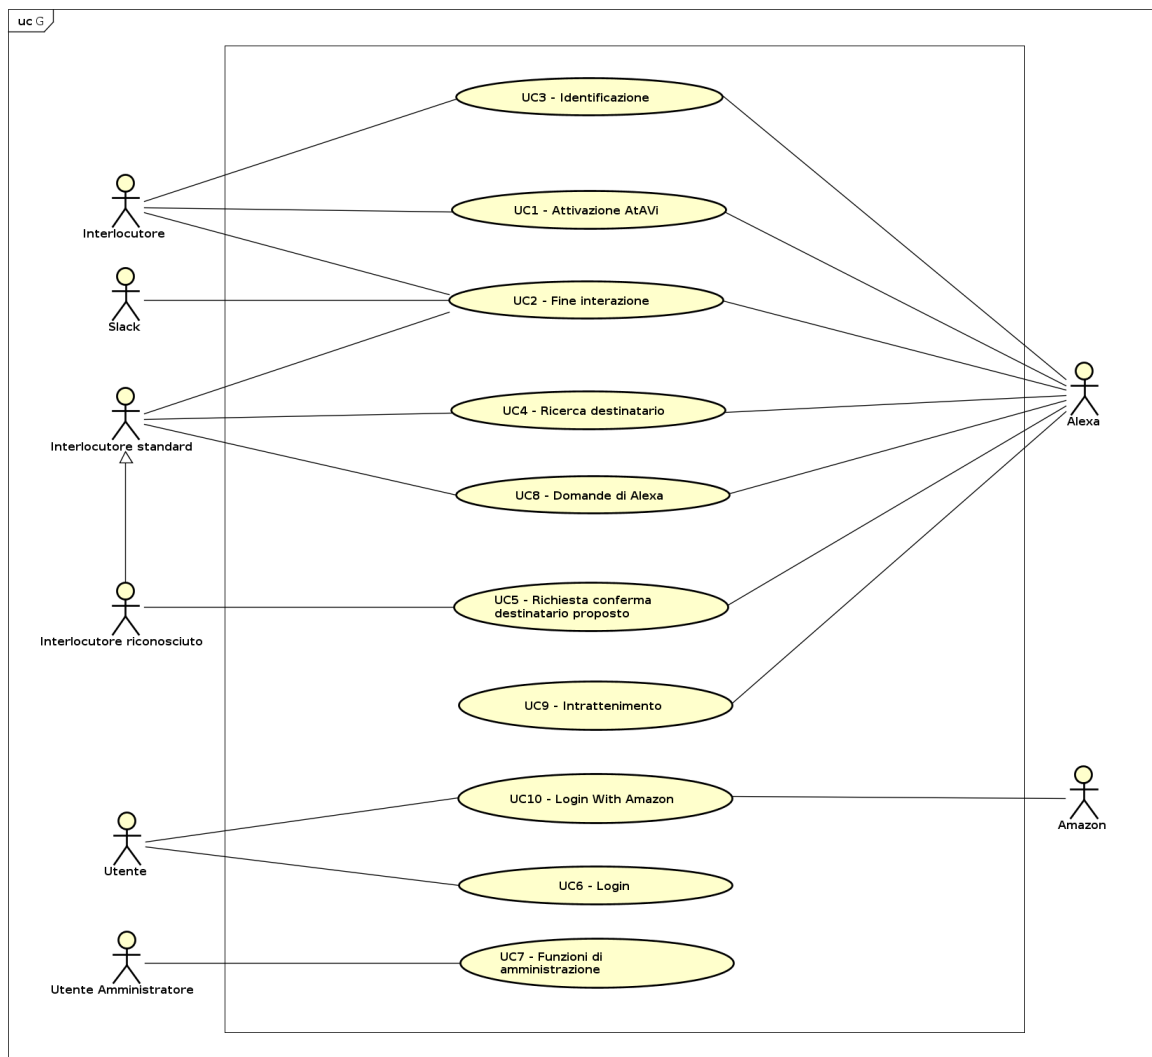 uc G
UC3 - Identificazione
Interlocutore
UC1 - Attivazione AtAVi
Slack
UC2 - Fine interazione
Interlocutore standard
UC4 - Ricerca destinatario
Alexa
UC8 - Domande di Alexa
Interlocutore riconosciuto
UC5 - Richiesta conferma
destinatario proposto
UC9 - Intrattenimento
UC10 - Login With Amazon
Amazon
Utente
UC6 - Login
Utente Amministratore
UC7 - Funzioni di
amministrazione